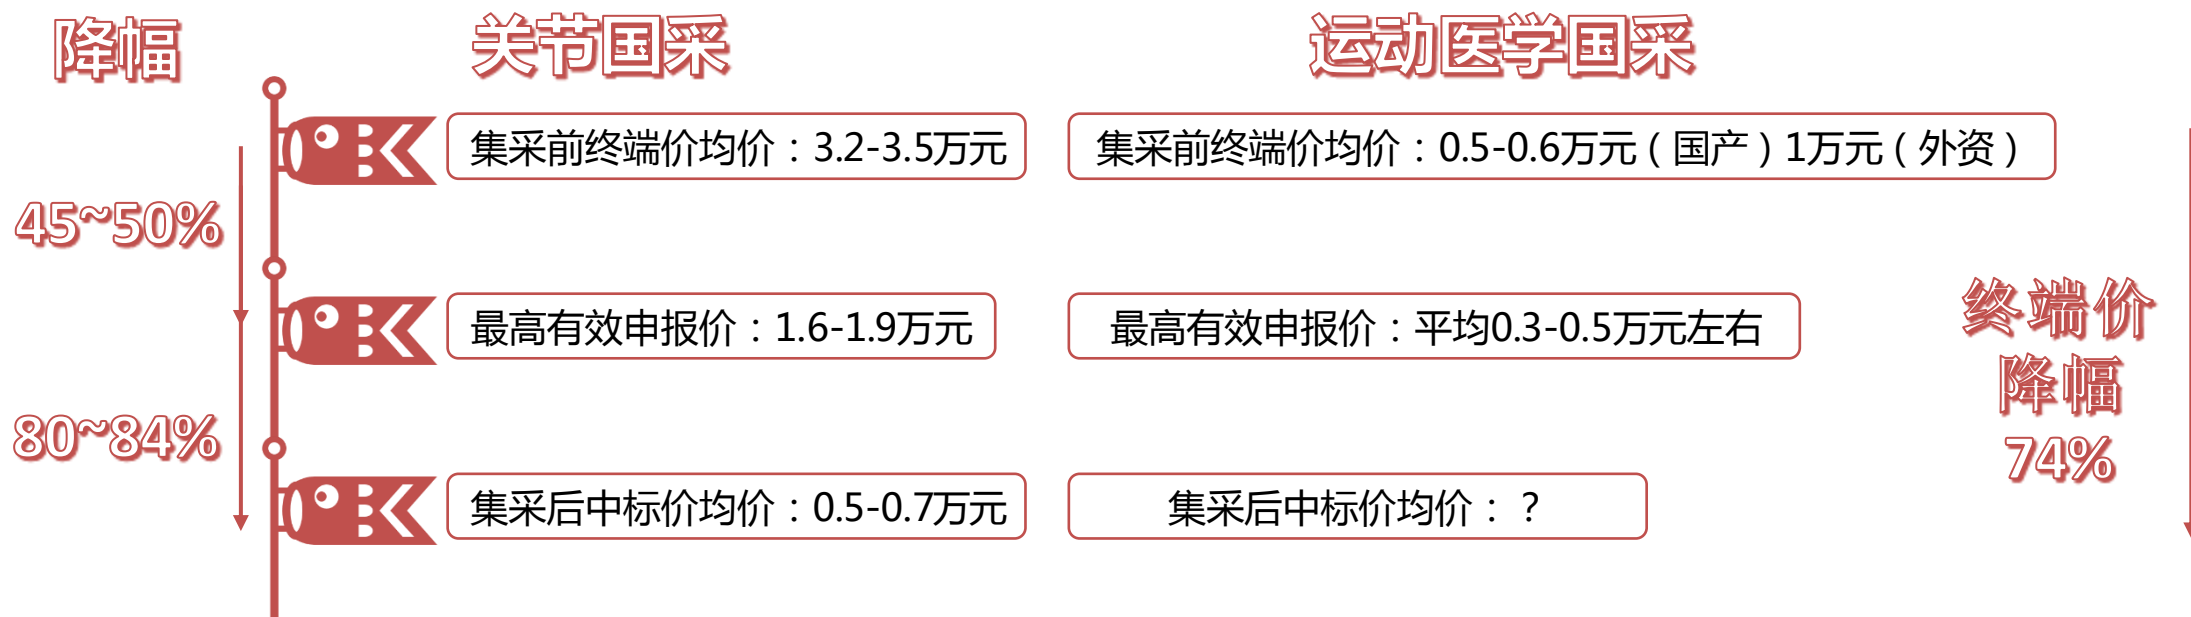 降幅
关节国采
运动医学国采
集采前终端价均价：3.2-3.5万元
集采前终端价均价：0.5-0.6万元（国产）1万元（外资）
45~50%
最高有效申报价：1.6-1.9万元
最高有效申报价：平均0.3-0.5万元左右
终端价
降幅
74%
80~84%
集采后中标价均价：0.5-0.7万元
集采后中标价均价：？